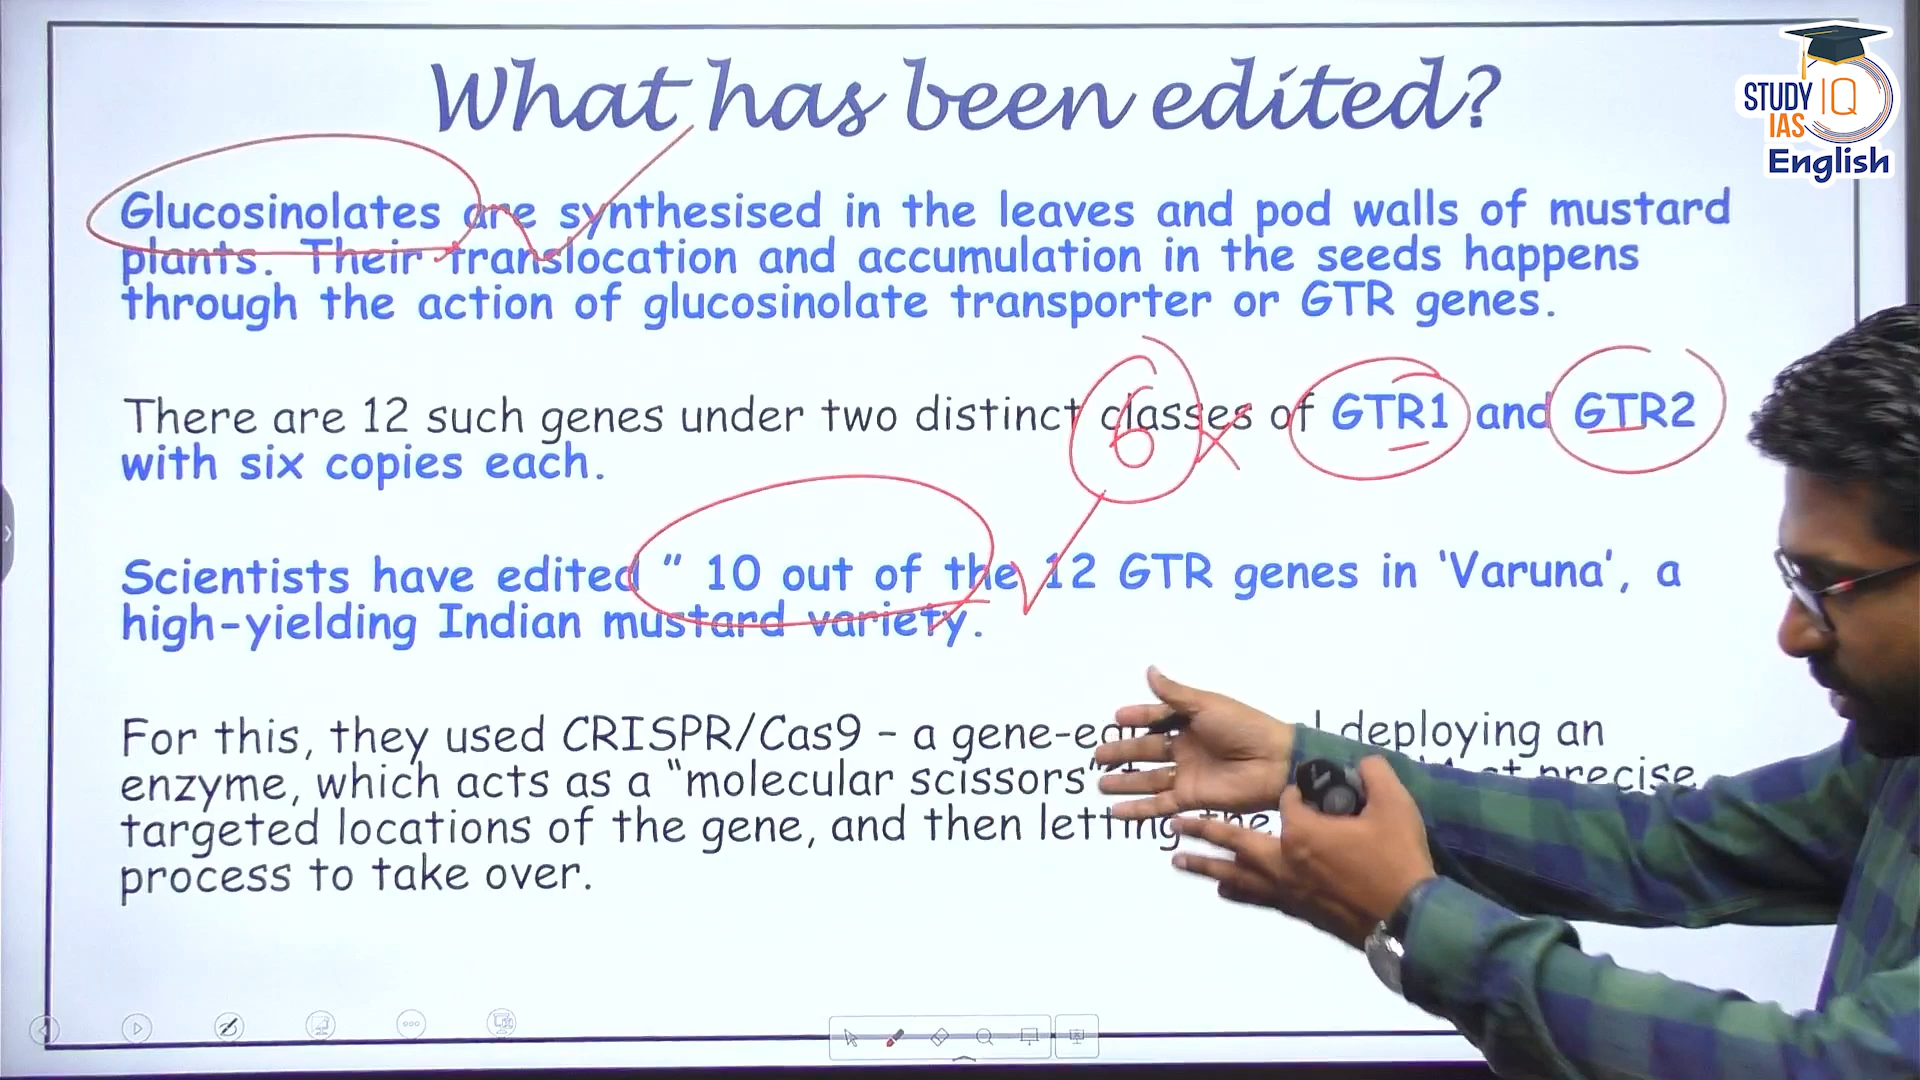 What has been edited?
STUDY IQ
IAS
English
Glucosinolates are synthesised in the leaves and pod walls of mustard
plants. Their translocation and accumulation in the seeds happens
through the action of glucosinolate transporter or GTR genes.
6
There are 12 such genes under two distinct classes of GTR1 and GTR2
with six copies each.
Scientists have edited " 10 out of the 12 GTR genes in ‘Varuna’, a
high-yielding Indian mustard variety.
For this, they used CRISPR/Cas9 – a deploying an
enzyme, which acts as a “molecular scissors” precise,
targeted locations of the gene, and then letting the
process to take over.